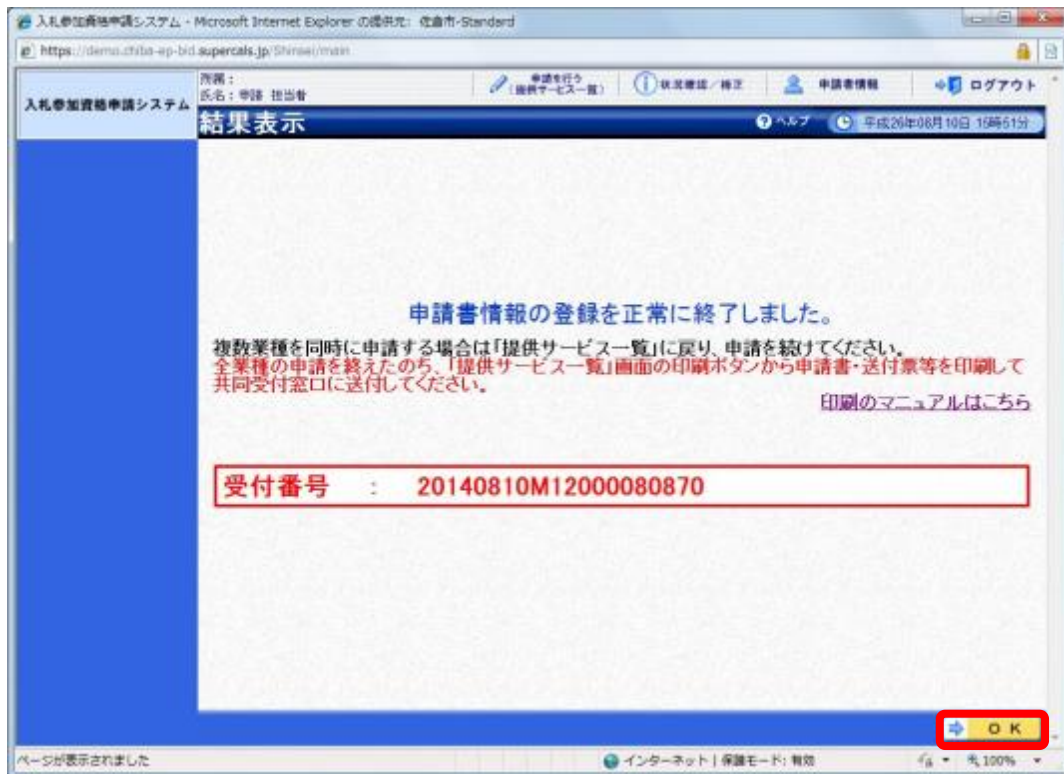 入札参加資格申請システム - Microsoft Internet Explorer の提供元: 佐倉市-Standard
https://demo.chiba-ep-bid.supercals.jp/Shinsei/main
入札参加資格申請システム
所属：
氏名：申請 担当者
申請を行う
(提供サービス一覧)
状況確認/補正
申請者情報
ログアウト
結果表示
ヘルプ
平成26年08月10日 15時51分
申請書情報の登録を正常に終了しました。
複数業種を同時に申請する場合は「提供サービス一覧」に戻り、申請を続けてください。
全業種の申請を終えたのち、「提供サービス一覧」画面の印刷ボタンから申請書・送付票等を印刷して
共同受付窓口に送付してください。
印刷のマニュアルはこちら
受付番号 ： 20140810M12000080870
OK
ページが表示されました
インターネット | 保護モード: 有効
100%